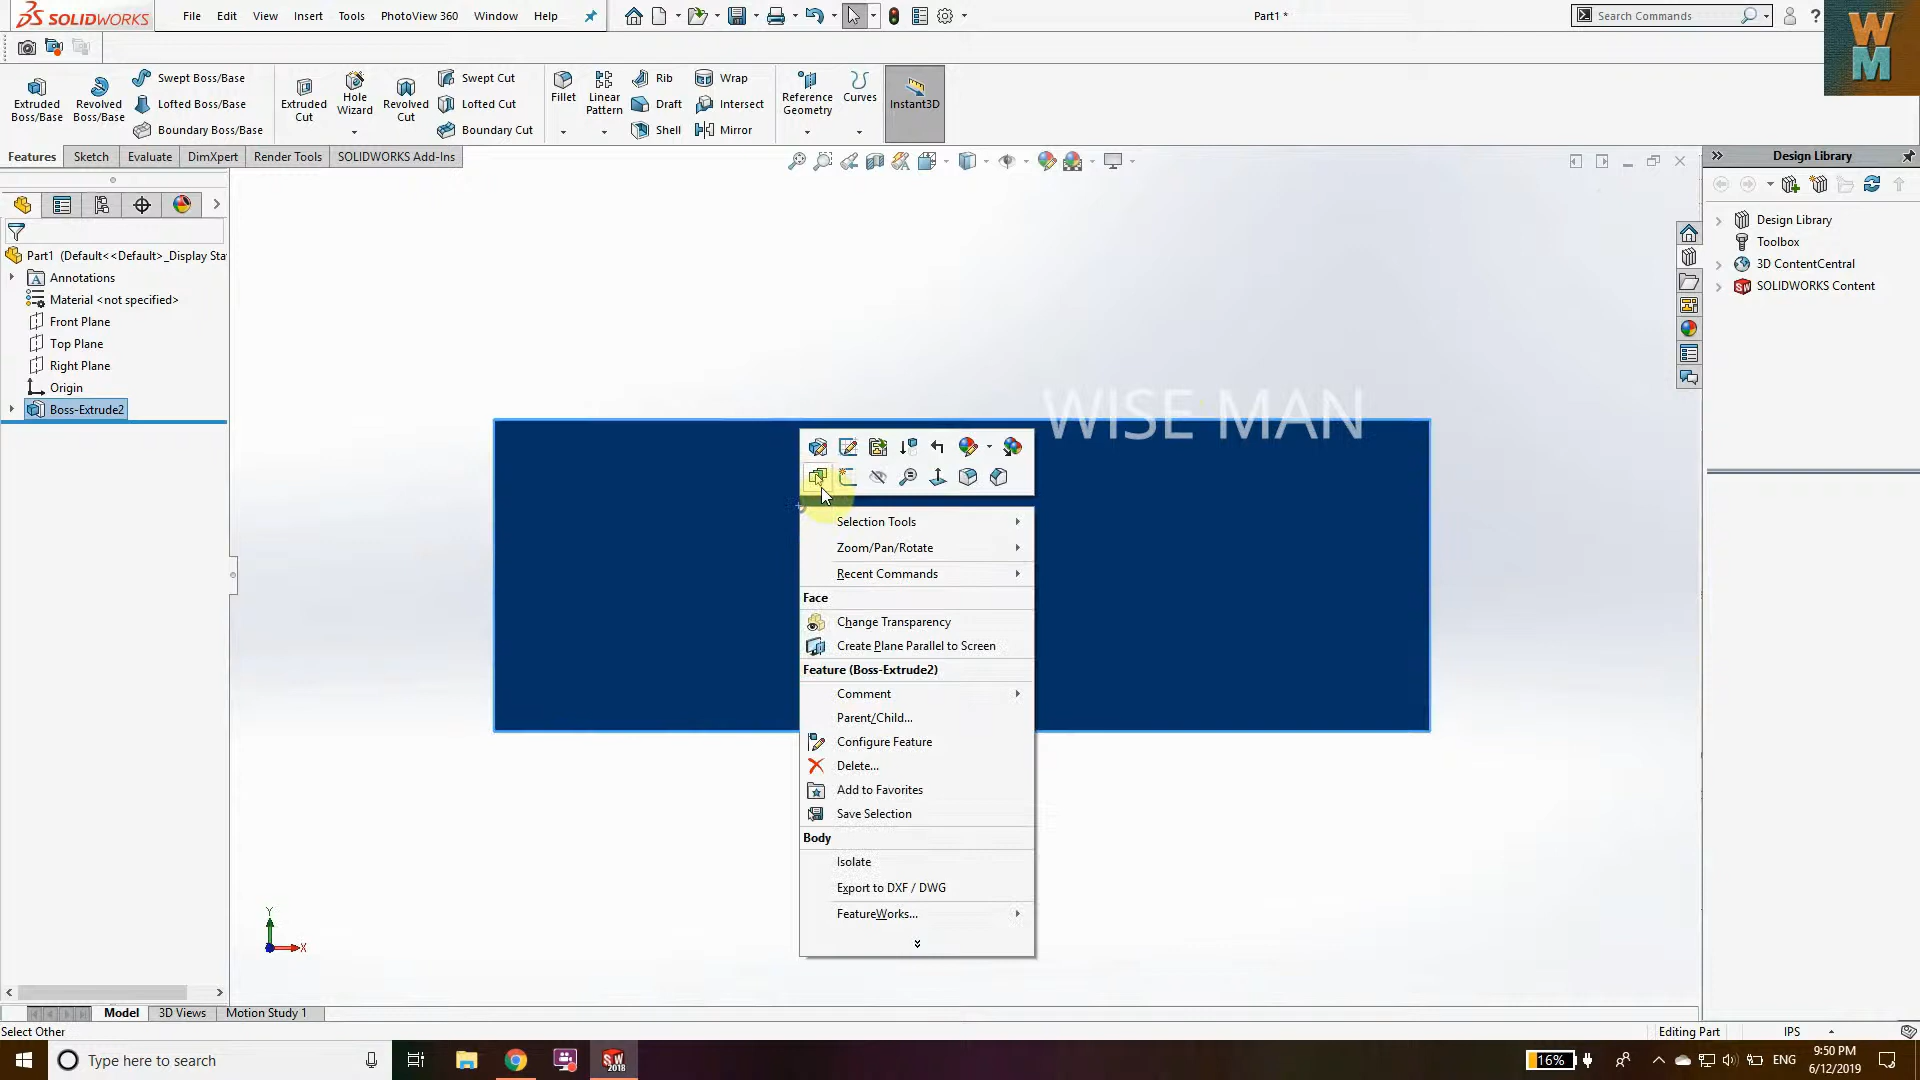 SOLIDWORKS File Edit View Insert Tools PhotoView 360 Window Help Part1 * Search Commands ?
WM
Extruded Boss/Base
Revolved Boss/Base
Swept Boss/Base
Lofted Boss/Base
Boundary Boss/Base
Extruded Cut
Hole Wizard
Revolved Cut
Swept Cut
Lofted Cut
Boundary Cut
Fillet
Linear Pattern
Rib
Draft
Shell
Wrap
Intersect
Mirror
Reference Geometry
Curves
Instant3D
Features Sketch Evaluate DimXpert Render Tools SOLIDWORKS Add-Ins
Part1 (Default<<Default>_Display Sta
Annotations
Material <not specified>
Front Plane
Top Plane
Right Plane
Origin
Boss-Extrude2
WISE MAN
Selection Tools
Zoom/Pan/Rotate
Recent Commands
Face
Change Transparency
Create Plane Parallel to Screen
Feature (Boss-Extrude2)
Comment
Parent/Child...
Configure Feature
Delete...
Add to Favorites
Save Selection
Body
Isolate
Export to DXF / DWG
FeatureWorks...
Y
X
Design Library
Design Library
Toolbox
3D ContentCentral
SOLIDWORKS Content
Model 3D Views Motion Study 1
Select Other Editing Part IPS
Type here to search
SW 2018
16%
ENG
9:50 PM
6/12/2019